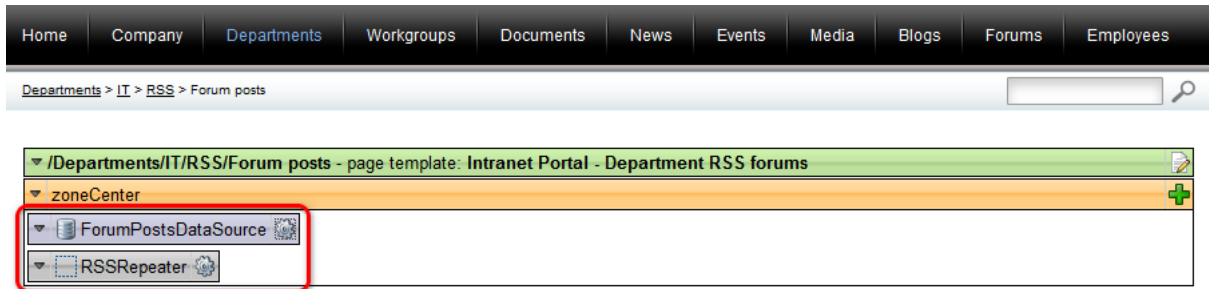 Home Company Departments Workgroups Documents News Events Media Blogs Forums Employees
Departments > IT > RSS > Forum posts
/Departments/IT/RSS/Forum posts - page template: Intranet Portal - Department RSS forums
zoneCenter
ForumPostsDataSource
RSSRepeater